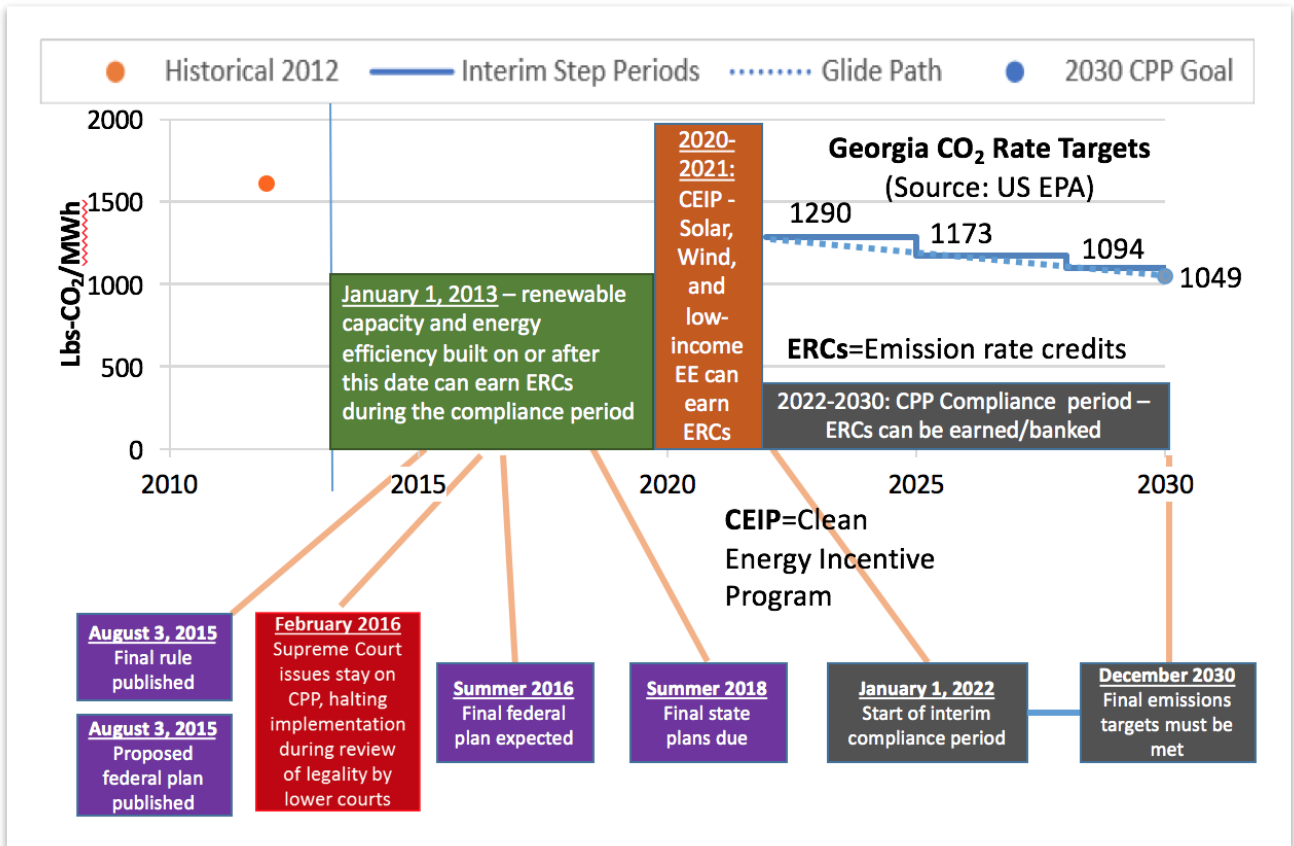 Historical 2012
Interim Step Periods
Glide Path
2030 CPP Goal
Lbs-CO₂/MWh
2000
1500
1000
500
0
2010
2015
2020
2025
2030
Georgia CO₂ Rate Targets
(Source: US EPA)
1290
1173
1094
1049
January 1, 2013 – renewable
capacity and energy
efficiency built on or after
this date can earn ERCs
during the compliance period
2020-
2021:
CEIP -
Solar,
Wind,
and
low-
income
EE can
earn
ERCs
ERCs=Emission rate credits
2022-2030: CPP Compliance period –
ERCs can be earned/banked
CEIP=Clean
Energy Incentive
Program
August 3, 2015
Final rule
published
August 3, 2015
Proposed
federal plan
published
February 2016
Supreme Court
issues stay on
CPP, halting
implementation
during review
of legality by
lower courts
Summer 2016
Final federal
plan expected
Summer 2018
Final state
plans due
January 1, 2022
Start of interim
compliance period
December 2030
Final emissions
targets must be
met